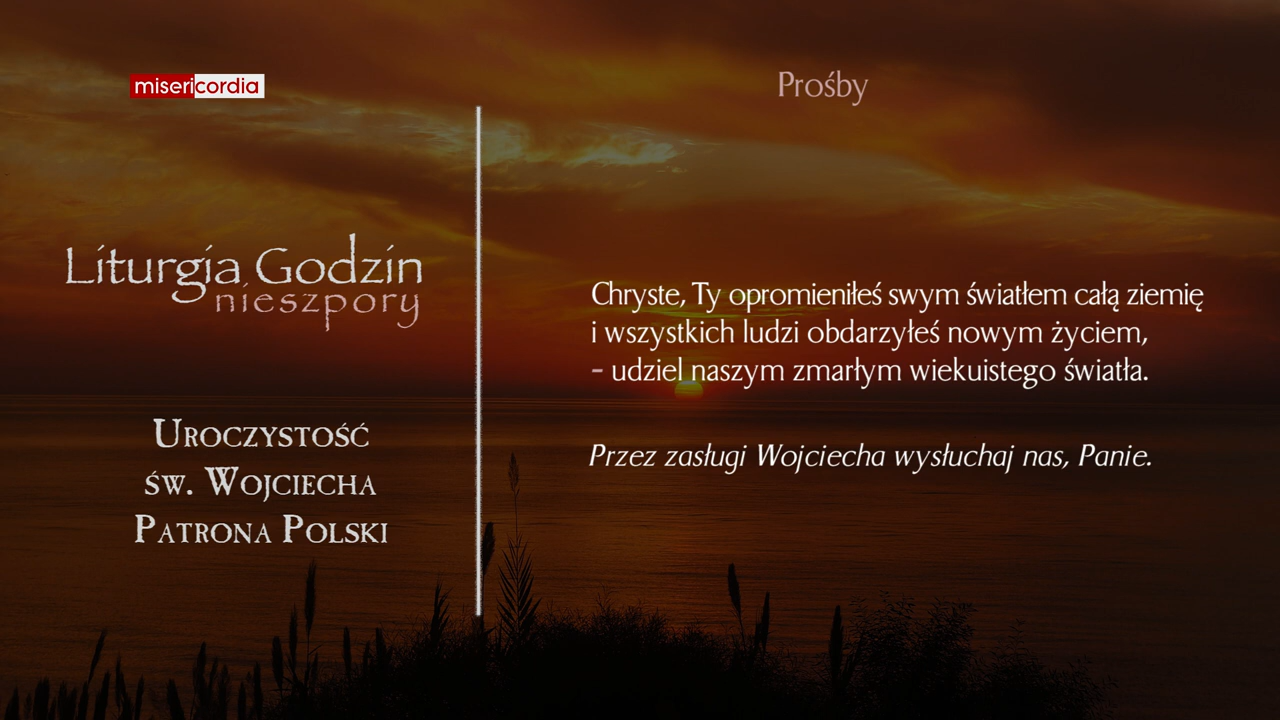 misericordia
Liturgia Godzin
nieszpory
Uroczystość
św. Wojciecha
Patrona Polski
Prośby
Chryste, Ty opromieniłeś swym światłem całą ziemię
i wszystkich ludzi obdarzyłeś nowym życiem,
- udziel naszym zmarłym wiekuistego światła.
Przez zasługi Wojciecha wysłuchaj nas, Panie.